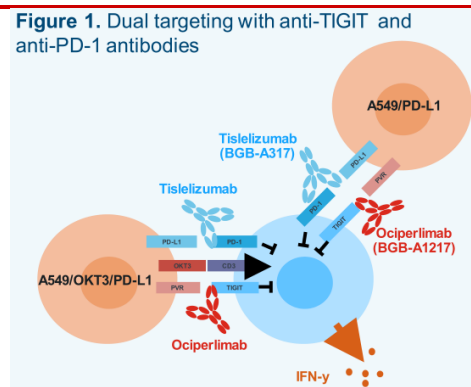 Figure 1. Dual targeting with anti-TIGIT and
anti-PD-1 antibodies
A549/PD-L1
Tislelizumab
(BGB-A317)
PD-L1
PVR
PD-1
TIGIT
Ociperlimab
(BGB-A1217)
Tislelizumab
PD-L1
PD-1
A549/OKT3/PD-L1
OKT3
CD3
PVR
TIGIT
Ociperlimab
IFN-y